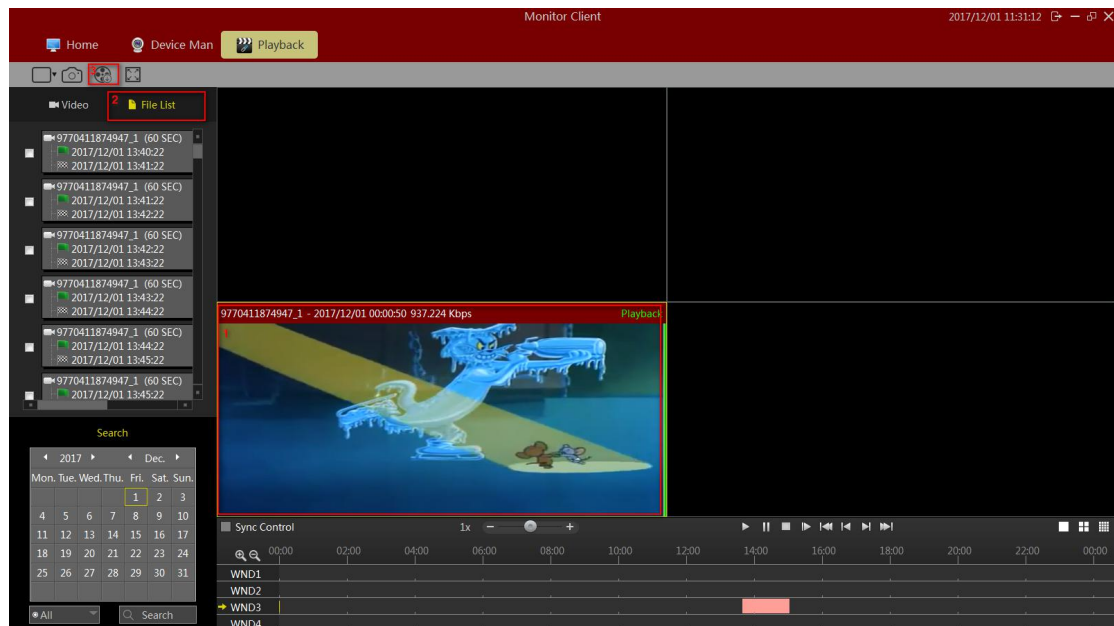 Monitor Client
2017/12/01 11:31:12
Home
Device Man
Playback
Video
2
File List
9770411874947_1 (60 SEC)
2017/12/01 13:40:22
2017/12/01 13:41:22
9770411874947_1 (60 SEC)
2017/12/01 13:41:22
2017/12/01 13:42:22
9770411874947_1 (60 SEC)
2017/12/01 13:42:22
2017/12/01 13:43:22
9770411874947_1 (60 SEC)
2017/12/01 13:43:22
2017/12/01 13:44:22
9770411874947_1 (60 SEC)
2017/12/01 13:44:22
2017/12/01 13:45:22
9770411874947_1 (60 SEC)
2017/12/01 13:45:22
9770411874947_1 - 2017/12/01 00:00:50 937.224 Kbps
Playback
1
Search
2017
Dec.
Mon. Tue. Wed. Thu. Fri. Sat. Sun.
1 2 3
4 5 6 7 8 9 10
11 12 13 14 15 16 17
18 19 20 21 22 23 24
25 26 27 28 29 30 31
All
Search
Sync Control
1x
00:00 02:00 04:00 06:00 08:00 10:00 12:00 14:00 16:00 18:00 20:00 22:00 00:00
WND1
WND2
WND3
WND4